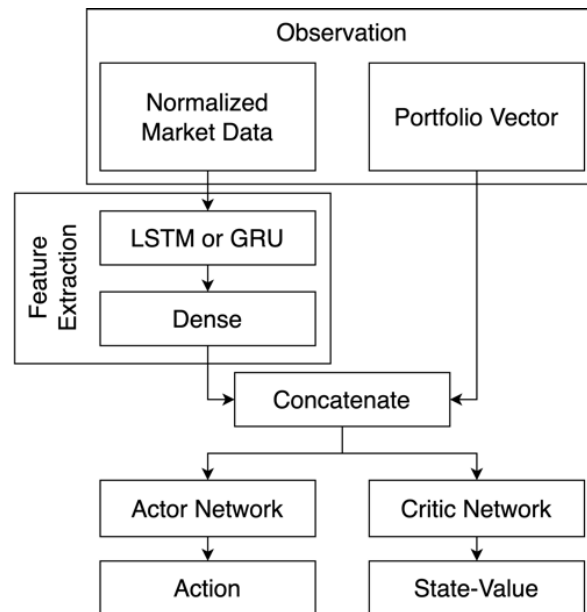 Observation
Normalized
Market Data
Portfolio Vector
Feature
Extraction
LSTM or GRU
Dense
Concatenate
Actor Network
Critic Network
Action
State-Value